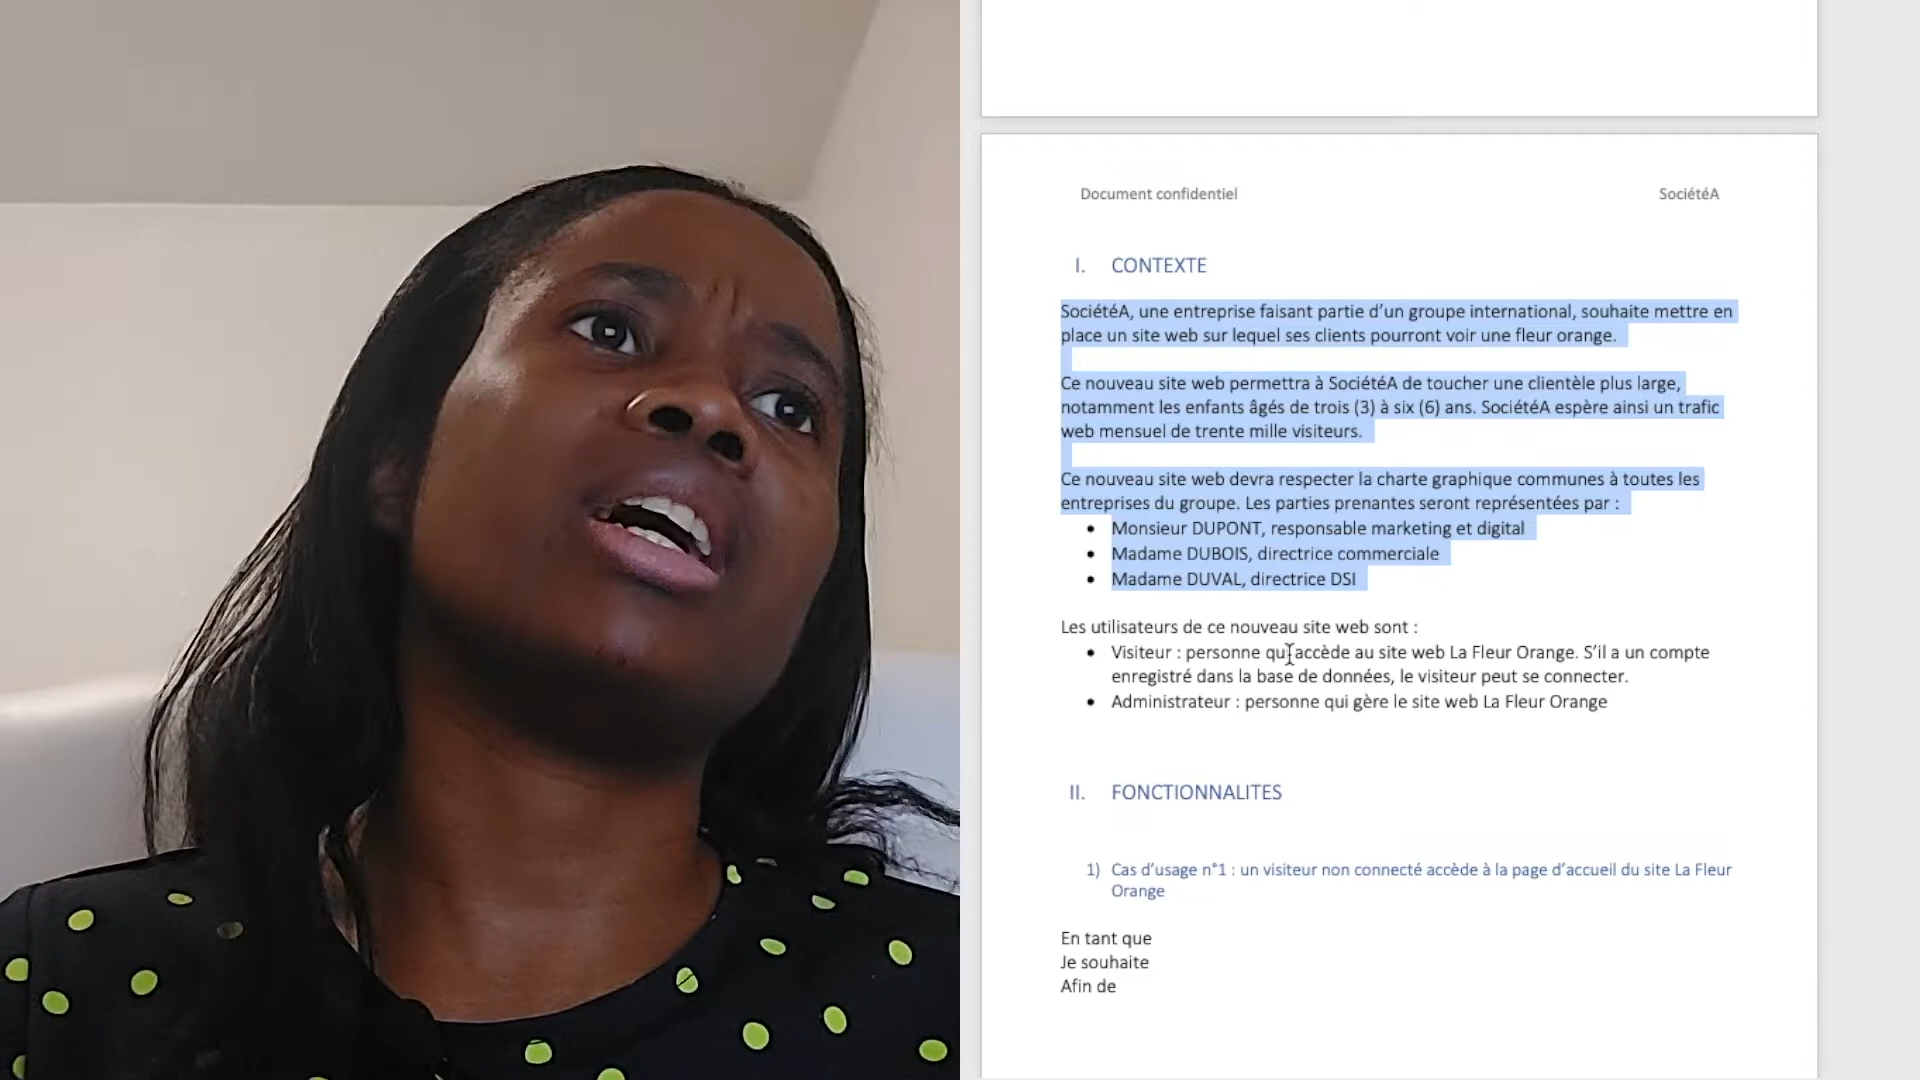 Document confidentiel SociétéA
I. CONTEXTE
SociétéA, une entreprise faisant partie d’un groupe international, souhaite mettre en
place un site web sur lequel ses clients pourront voir une fleur orange.
Ce nouveau site web permettra à SociétéA de toucher une clientèle plus large,
notamment les enfants âgés de trois (3) à six (6) ans. SociétéA espère ainsi un trafic
web mensuel de trente mille visiteurs.
Ce nouveau site web devra respecter la charte graphique communes à toutes les
entreprises du groupe. Les parties prenantes seront représentées par :
• Monsieur DUPONT, responsable marketing et digital
• Madame DUBOIS, directrice commerciale
• Madame DUVAL, directrice DSI
Les utilisateurs de ce nouveau site web sont :
• Visiteur : personne qui accède au site web La Fleur Orange. S’il a un compte
enregistré dans la base de données, le visiteur peut se connecter.
• Administrateur : personne qui gère le site web La Fleur Orange
II. FONCTIONNALITES
1) Cas d’usage n°1 : un visiteur non connecté accède à la page d’accueil du site La Fleur
Orange
En tant que
Je souhaite
Afin de